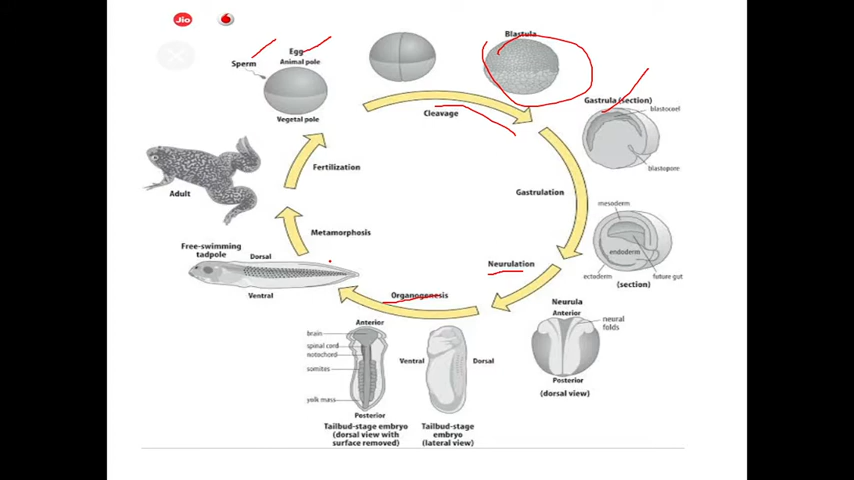 Jio
Egg
Sperm
Animal pole
Vegetal pole
Blastula
Cleavage
Gastrula (section)
blastocoel
blastopore
Gastrulation
mesoderm
endoderm
ectoderm
future gut
(section)
Neurulation
Neurula
Anterior
neural
folds
Posterior
(dorsal view)
Organogenesis
Anterior
brain
spinal cord
notochord
somites
yolk mass
Posterior
Tailbud-stage embryo
(dorsal view with
surface removed)
Ventral
Dorsal
Tailbud-stage
embryo
(lateral view)
Free-swimming
tadpole
Dorsal
Ventral
Metamorphosis
Adult
Fertilization